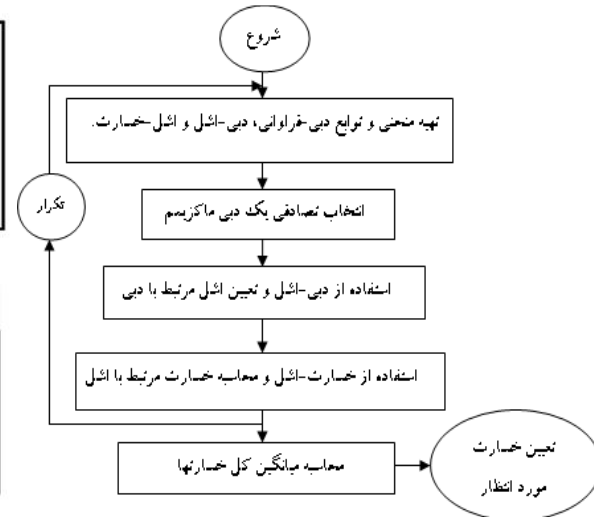 شروع
تهیه منحنی و توابع دبی-فراوانی، دبی-اشل و اشل-خسارت.
تکرار
انتخاب تصادفی یک دبی ماکزیمم
استفاده از دبی-اشل و تعیین اشل مرتبط با دبی
استفاده از خسارت-اشل و محاسبه خسارت مرتبط با اشل
محاسبه میانگین کل خسارتها
تعیین خسارت
مورد انتظار